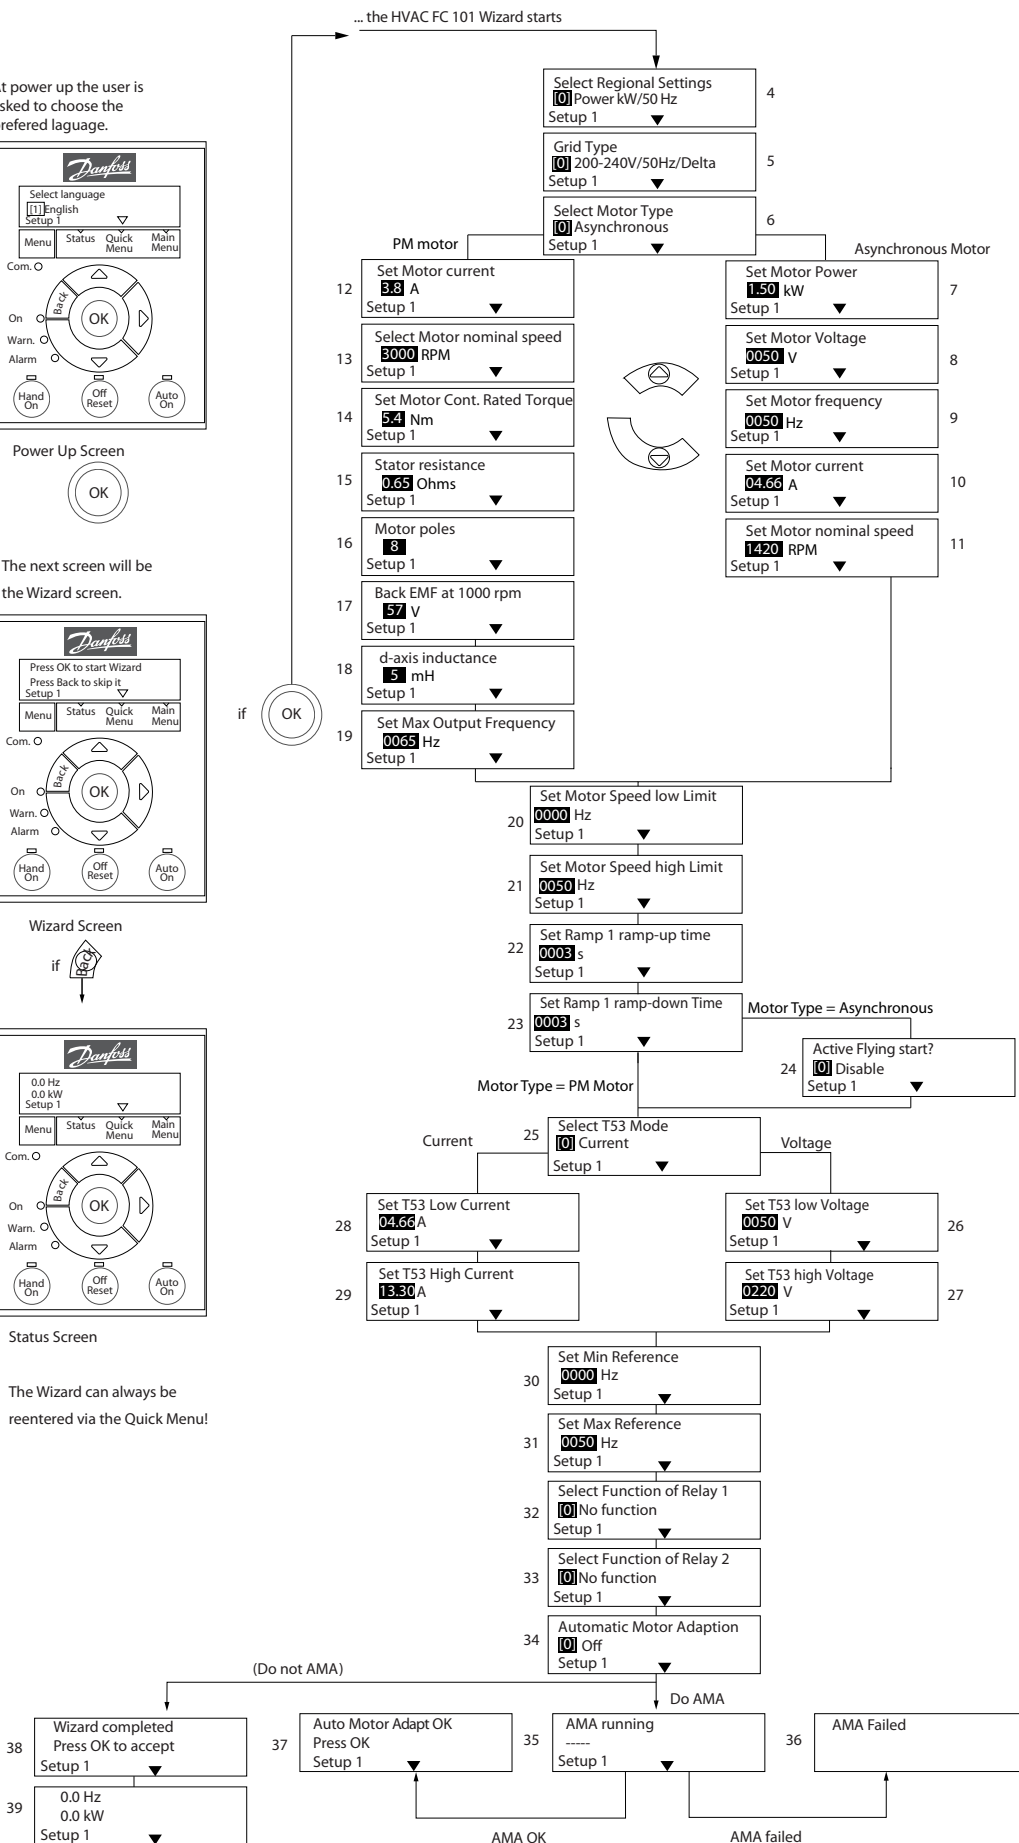 ... the HVAC FC 101 Wizard starts
At power up the user is
asked to choose the
prefered laguage.
Danfoss
Select language
[1] English
Setup 1
Menu
Status
Quick Menu
Main Menu
Com.
Back
OK
On
Warn.
Alarm
Hand On
Off Reset
Auto On
Power Up Screen
OK
The next screen will be
the Wizard screen.
Danfoss
Press OK to start Wizard
Press Back to skip it
Setup 1
Menu
Status
Quick Menu
Main Menu
Com.
Back
OK
On
Warn.
Alarm
Hand On
Off Reset
Auto On
Wizard Screen
if Back
if OK
Danfoss
0.0 Hz
0.0 kW
Setup 1
Menu
Status
Quick Menu
Main Menu
Com.
Back
OK
On
Warn.
Alarm
Hand On
Off Reset
Auto On
Status Screen
The Wizard can always be
reentered via the Quick Menu!
Select Regional Settings
[0] Power kW/50 Hz
Setup 1
4
Grid Type
[0] 200-240V/50Hz/Delta
Setup 1
5
Select Motor Type
[0] Asynchronous
Setup 1
6
PM motor
Asynchronous Motor
12
Set Motor current
3.8 A
Setup 1
13
Select Motor nominal speed
3000 RPM
Setup 1
14
Set Motor Cont. Rated Torque
5.4 Nm
Setup 1
15
Stator resistance
0.65 Ohms
Setup 1
16
Motor poles
8
Setup 1
17
Back EMF at 1000 rpm
57 V
Setup 1
18
d-axis inductance
5 mH
Setup 1
19
Set Max Output Frequency
0065 Hz
Setup 1
Set Motor Power
1.50 kW
Setup 1
7
Set Motor Voltage
0050 V
Setup 1
8
Set Motor frequency
0050 Hz
Setup 1
9
Set Motor current
04.66 A
Setup 1
10
Set Motor nominal speed
1420 RPM
Setup 1
11
20
Set Motor Speed low Limit
0000 Hz
Setup 1
21
Set Motor Speed high Limit
0050 Hz
Setup 1
22
Set Ramp 1 ramp-up time
0003 s
Setup 1
23
Set Ramp 1 ramp-down Time
0003 s
Setup 1
Motor Type = Asynchronous
24
Active Flying start?
[0] Disable
Setup 1
Motor Type = PM Motor
25
Select T53 Mode
[0] Current
Setup 1
Current
Voltage
28
Set T53 Low Current
04.66 A
Setup 1
29
Set T53 High Current
13.30 A
Setup 1
Set T53 low Voltage
0050 V
Setup 1
26
Set T53 high Voltage
0220 V
Setup 1
27
30
Set Min Reference
0000 Hz
Setup 1
31
Set Max Reference
0050 Hz
Setup 1
32
Select Function of Relay 1
[0] No function
Setup 1
33
Select Function of Relay 2
[0] No function
Setup 1
34
Automatic Motor Adaption
[0] Off
Setup 1
(Do not AMA)
Do AMA
38
Wizard completed
Press OK to accept
Setup 1
39
0.0 Hz
0.0 kW
Setup 1
37
Auto Motor Adapt OK
Press OK
Setup 1
35
AMA running
-----
Setup 1
36
AMA Failed
AMA OK
AMA failed